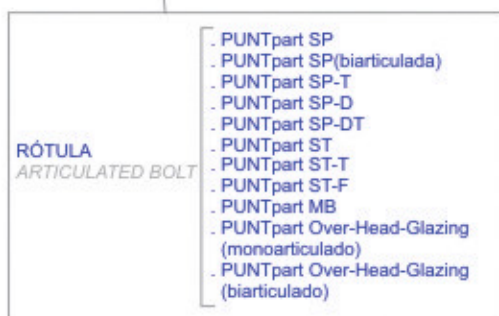 RÓTULA
ARTICULATED BOLT
. PUNTpart SP
. PUNTpart SP(biarticulada)
. PUNTpart SP-T
. PUNTpart SP-D
. PUNTpart SP-DT
. PUNTpart ST
. PUNTpart ST-T
. PUNTpart ST-F
. PUNTpart MB
. PUNTpart Over-Head-Glazing
(monoarticulado)
. PUNTpart Over-Head-Glazing
(biarticulado)